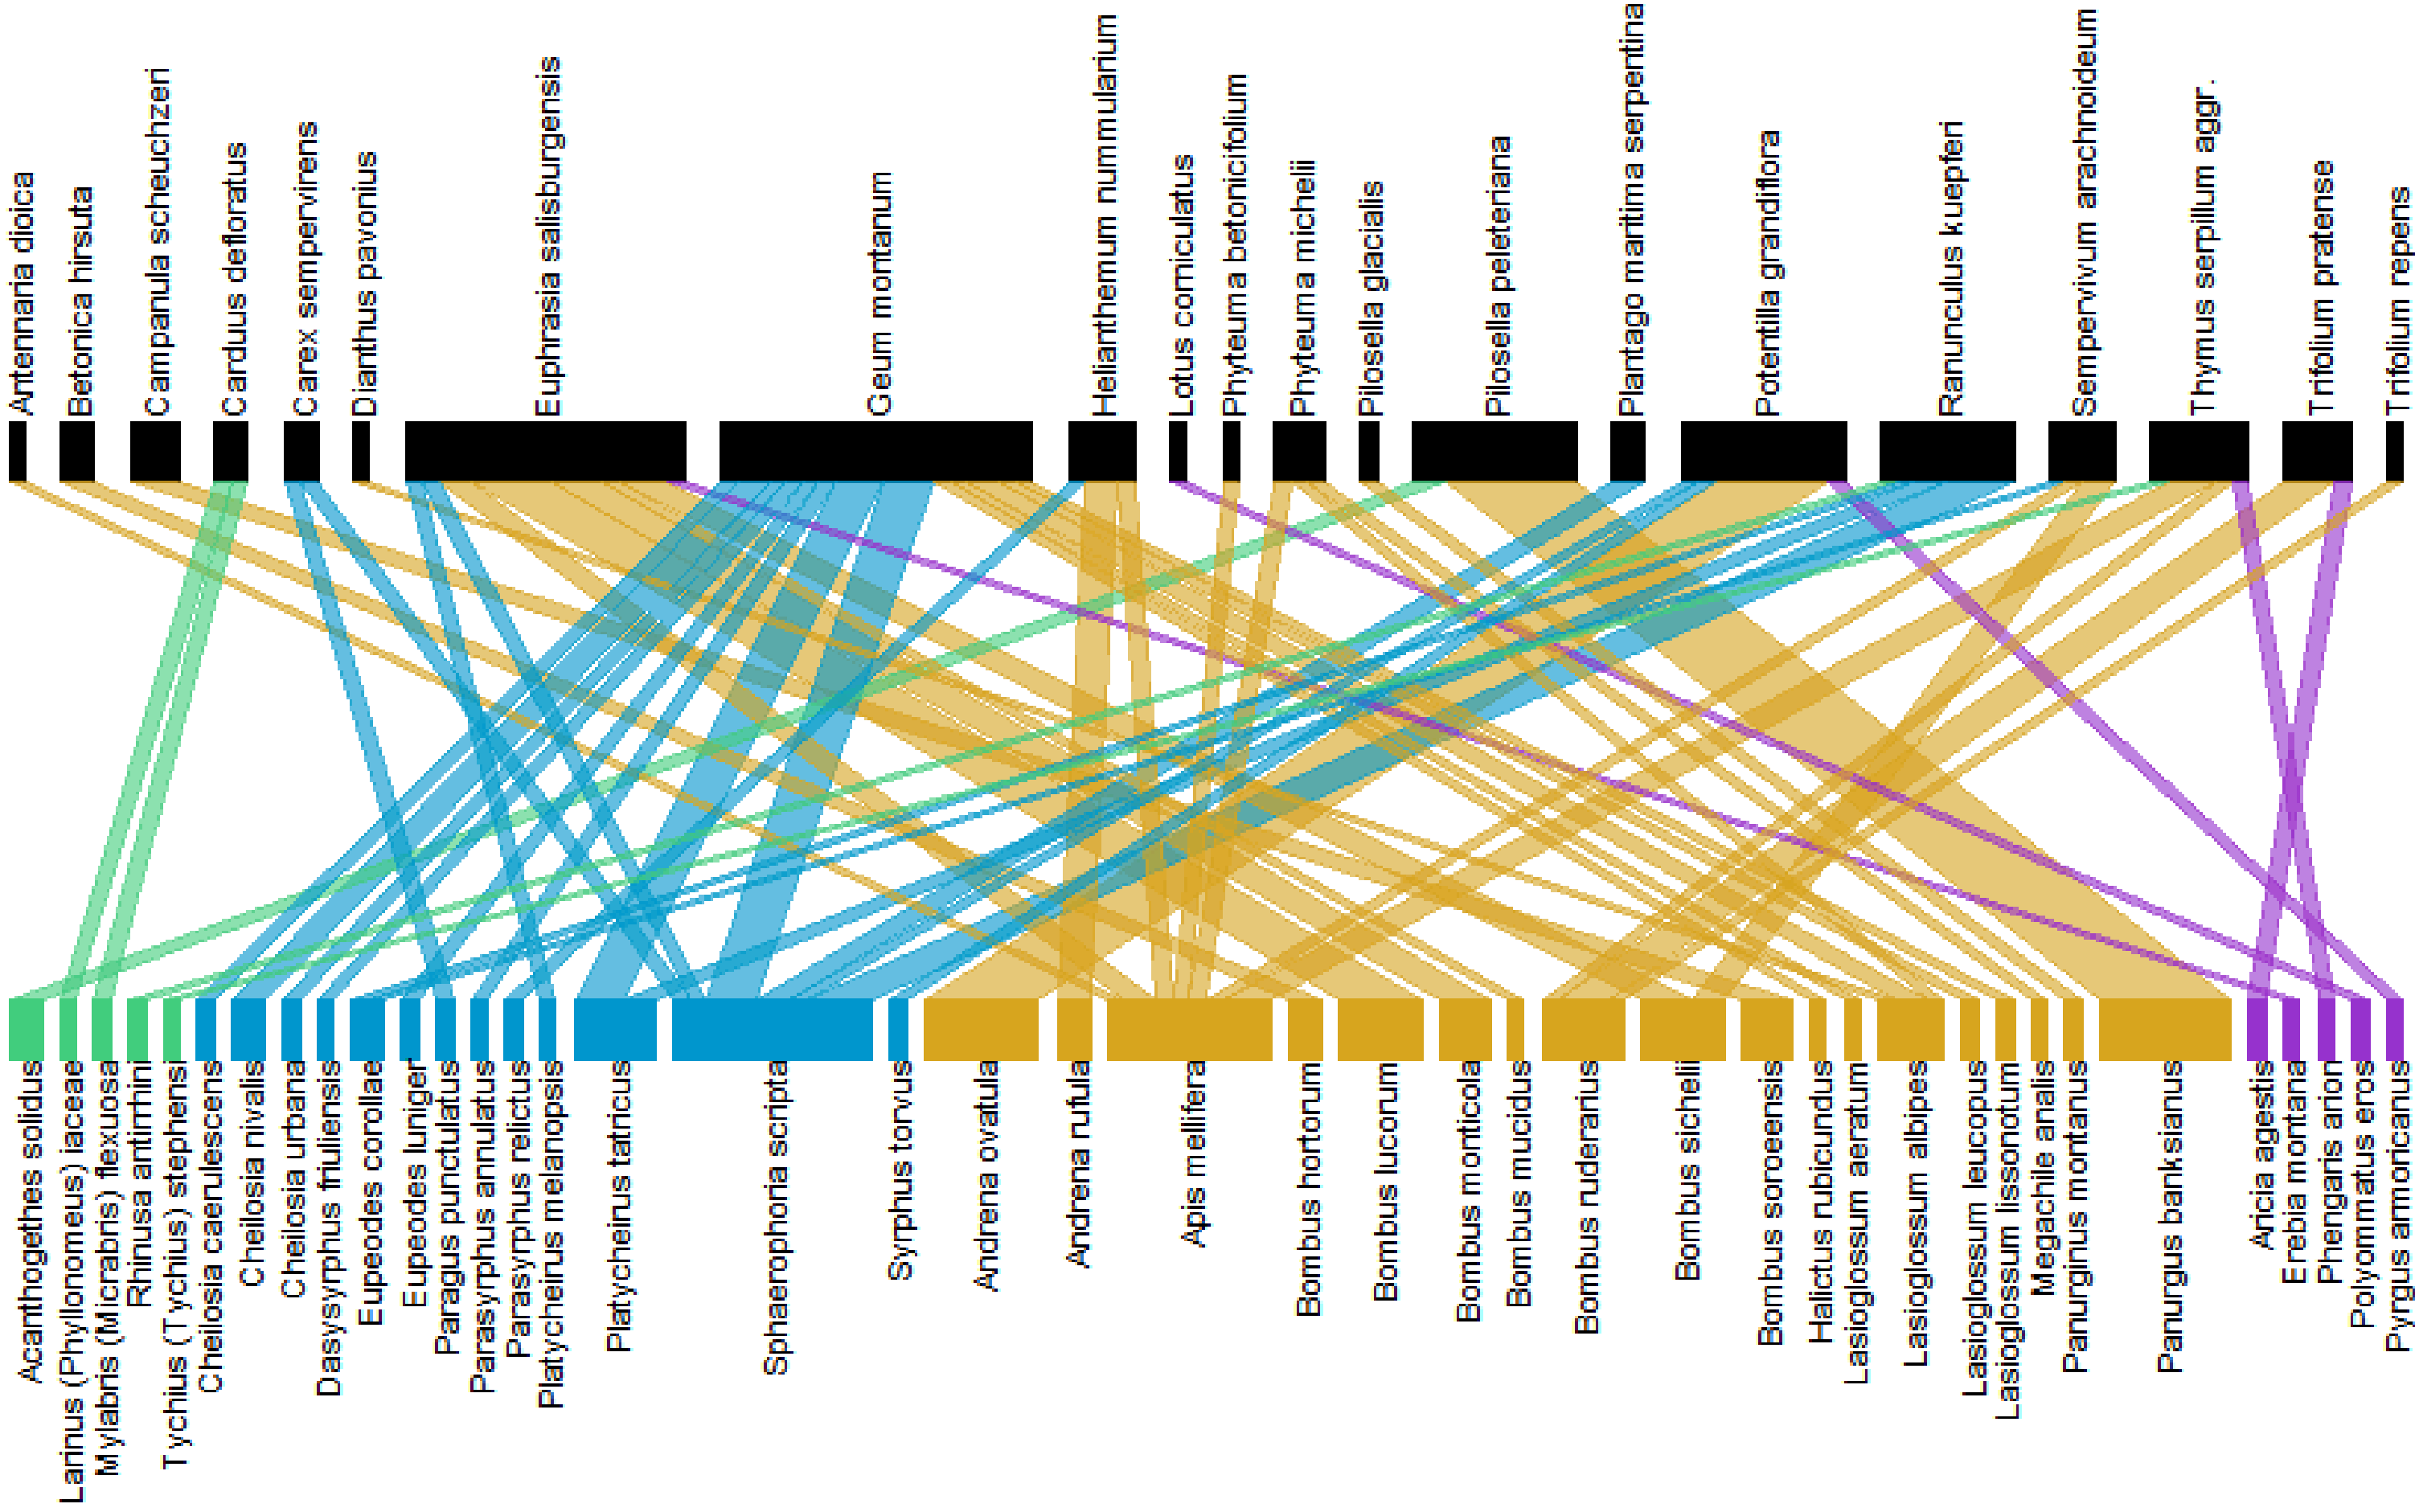 Antennaria dioica
Betonica hirsuta
Campanula scheuchzeri
Carduus defloratus
Carex sempervirens
Dianthus pavonius
Euphrasia salisburgensis
Geum montanum
Helianthemum nummularium
Lotus corniculatus
Phyteuma betonicifolium
Phyteuma michelii
Pilosella glacialis
Pilosella peleteriana
Plantago maritima serpentina
Potentilla grandiflora
Ranunculus kuepferi
Sempervivum arachnoideum
Thymus serpillum aggr.
Trifolium pratense
Trifolium repens
Acanthogethes solidus
Larinus (Phyllonomeus) iaceae
Mylabris (Micrabris) flexuosa
Rhinusa antirrhini
Tychius (Tychius) stephensi
Cheilosia caerulescens
Cheilosia nivalis
Cheilosia urbana
Dasysyrphus friuliensis
Eupeodes corollae
Eupeodes luniger
Paragus punctulatus
Parasyrphus annulatus
Parasyrphus relictus
Platycheirus melanopsis
Platycheirus tatricus
Sphaerophoria scripta
Syrphus torvus
Andrena ovatula
Andrena rufula
Apis mellifera
Bombus hortorum
Bombus lucorum
Bombus monticola
Bombus mucidus
Bombus ruderarius
Bombus sichelii
Bombus soroeensis
Halictus rubicundus
Lasioglossum aeratum
Lasioglossum albipes
Lasioglossum leucopus
Lasioglossum lissonotum
Megachile analis
Panurginus montanus
Panurgus banksianus
Aricia agestis
Erebia montana
Phengaris arion
Polyommatus eros
Pyrgus armoricanus